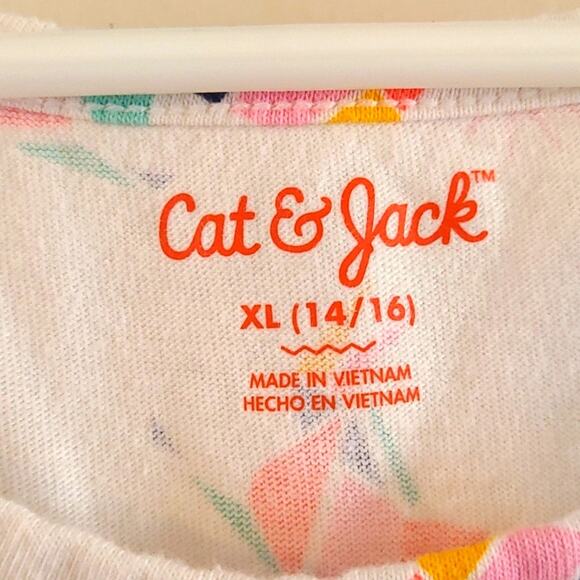 Cat & Jack™
XL (14/16)
MADE IN VIETNAM
HECHO EN VIETNAM